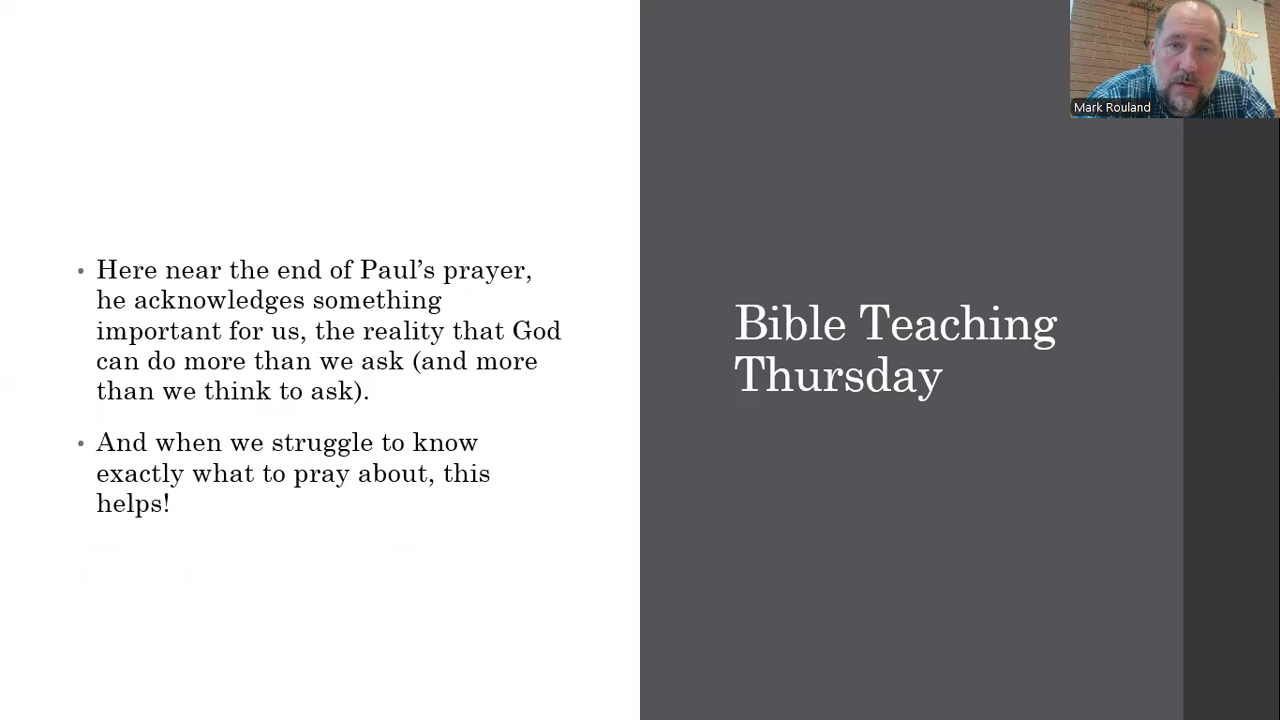 Mark Rouland
• Here near the end of Paul’s prayer,
he acknowledges something
important for us, the reality that God
can do more than we ask (and more
than we think to ask).
• And when we struggle to know
exactly what to pray about, this
helps!
Bible Teaching
Thursday